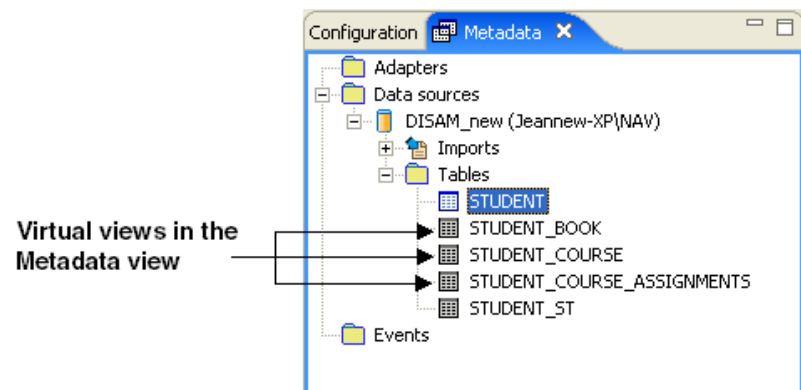 Configuration Metadata
Adapters
Data sources
DISAM_new (Jeannew-XP\NAV)
Imports
Tables
STUDENT
Virtual views in the
Metadata view
STUDENT_BOOK
STUDENT_COURSE
STUDENT_COURSE_ASSIGNMENTS
STUDENT_ST
Events